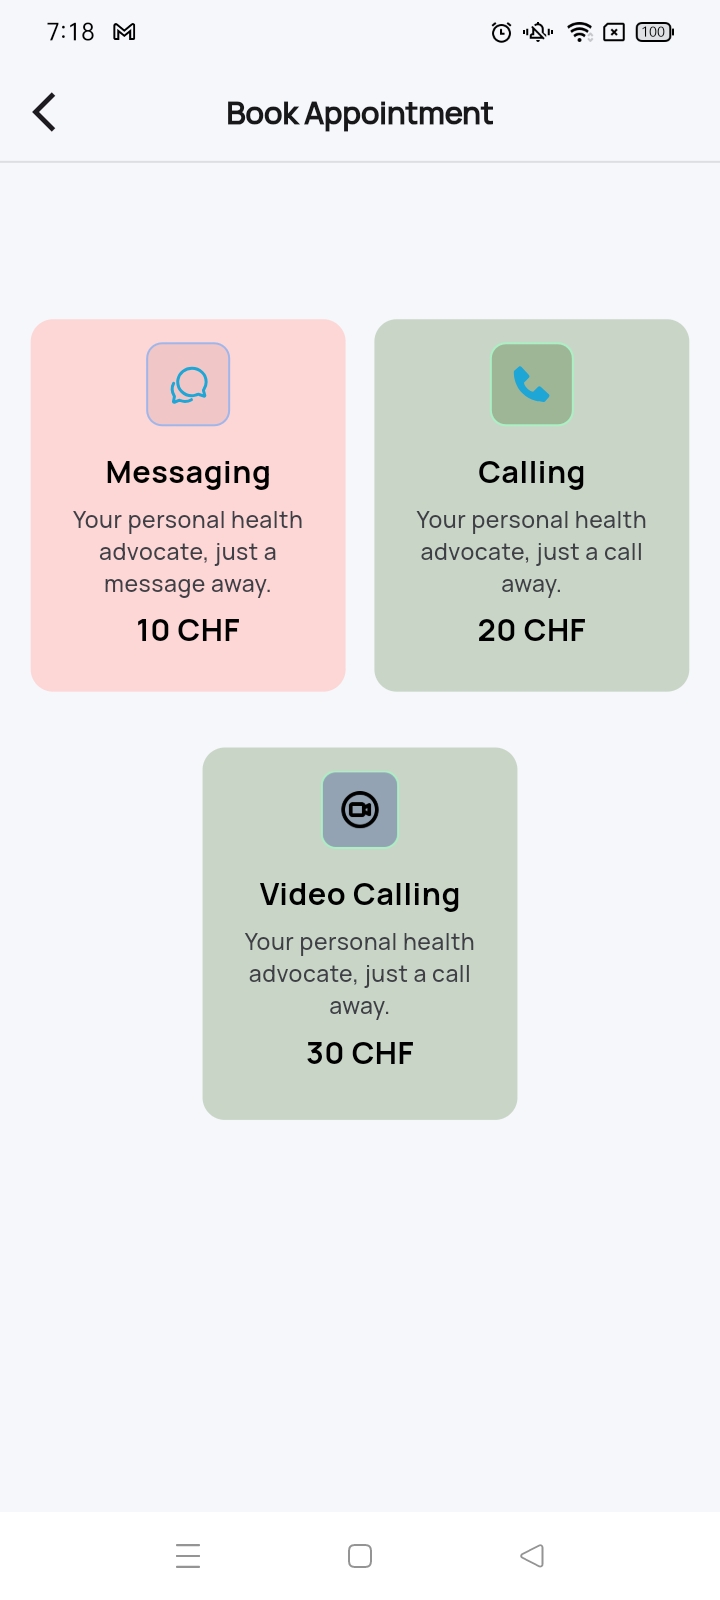 7:18
100
Book Appointment
Messaging
Your personal health
advocate, just a
message away.
10 CHF
Calling
Your personal health
advocate, just a call
away.
20 CHF
Video Calling
Your personal health
advocate, just a call
away.
30 CHF